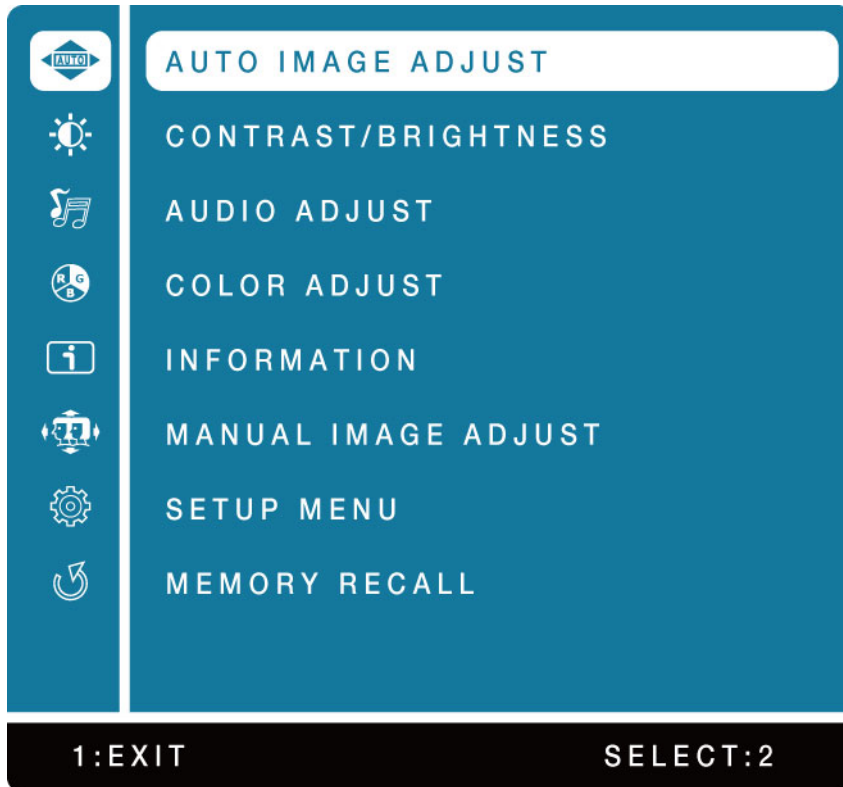 AUTO AUTO IMAGE ADJUST
CONTRAST/BRIGHTNESS
AUDIO ADJUST
R G B COLOR ADJUST
i INFORMATION
MANUAL IMAGE ADJUST
SETUP MENU
MEMORY RECALL
1:EXIT SELECT:2